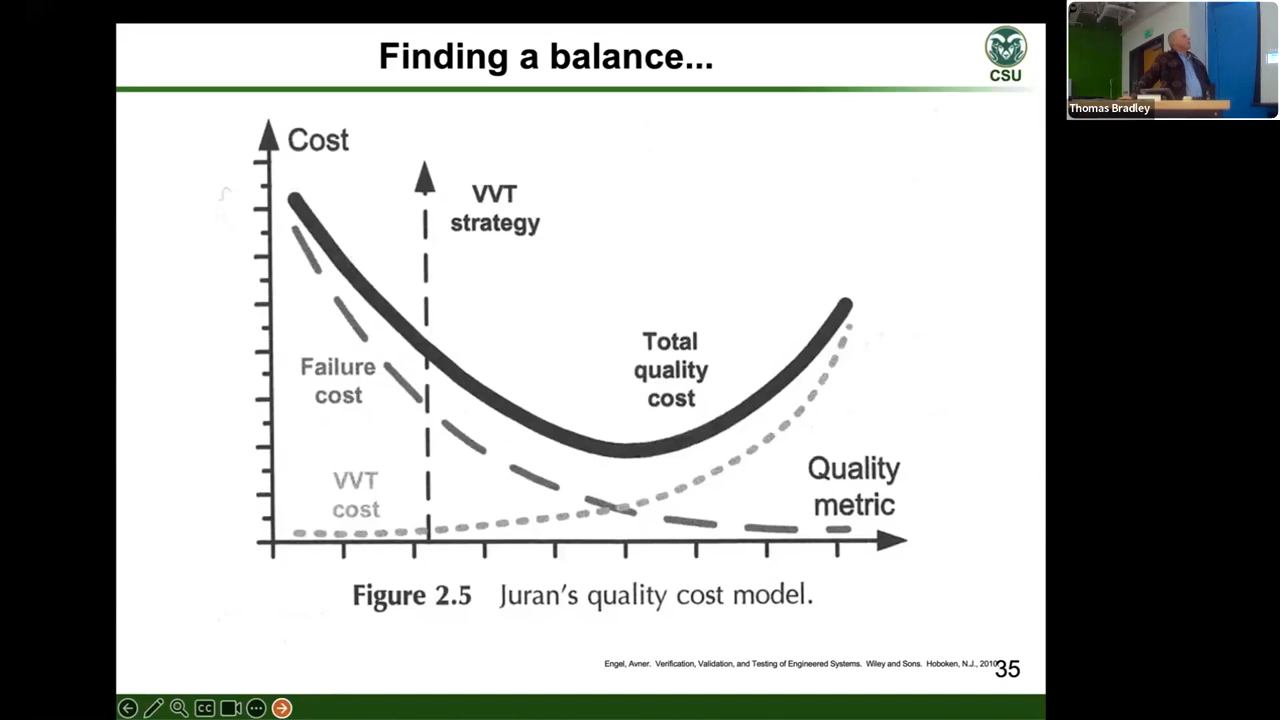 Finding a balance...
CSU
Thomas Bradley
Cost
VVT
strategy
Total
quality
cost
Failure
cost
VVT
cost
Quality
metric
Figure 2.5 Juran's quality cost model.
Engel, Avner. Verification, Validation, and Testing of Engineered Systems. Wiley and Sons. Hoboken, N.J., 2010
35
CC